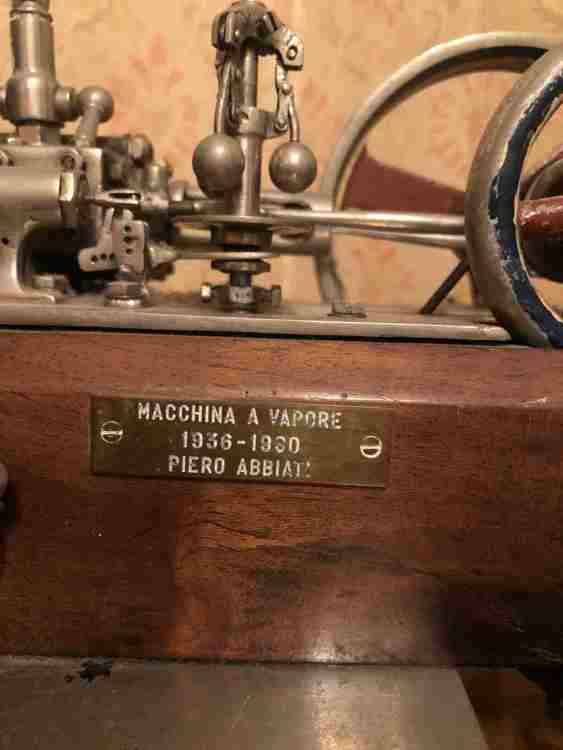 MACCHINA A VAPORE
1936-1980
PIERO ABBIATI